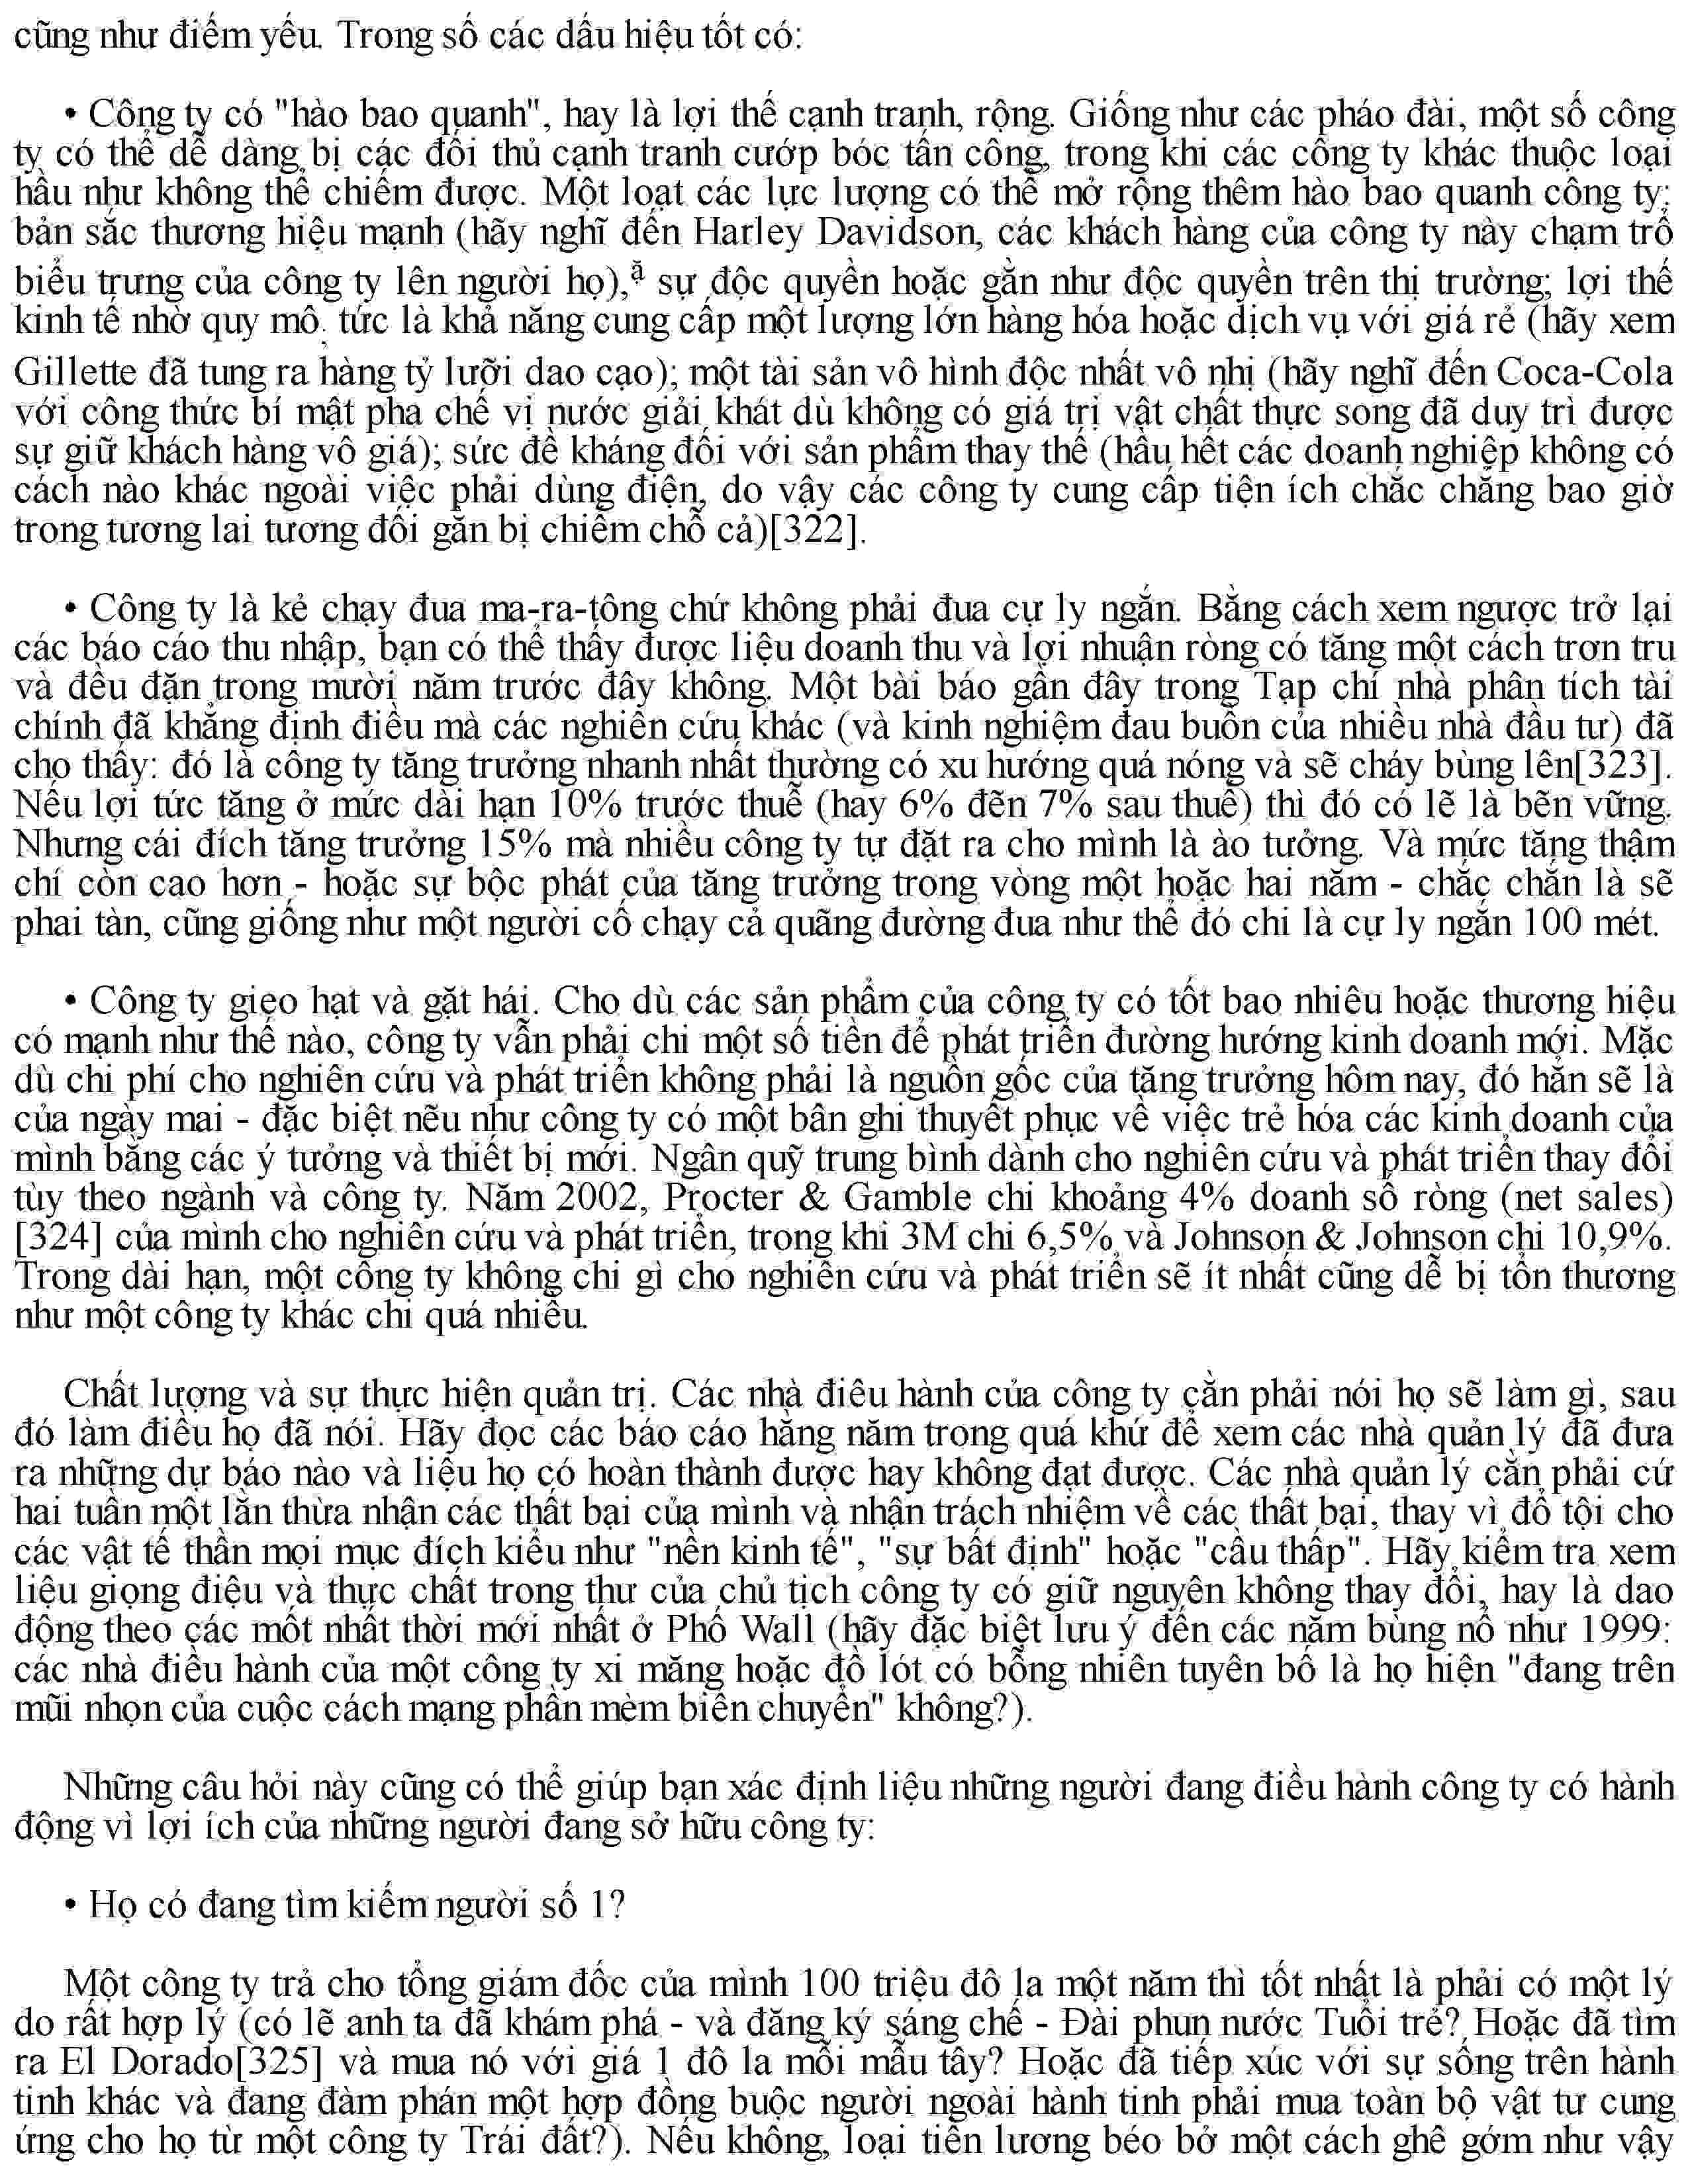 cũng như điểm yếu. Trong số các dấu hiệu tốt có:
• Công ty có "hào bao quanh", hay là lợi thế cạnh tranh, rộng. Giống như các pháo đài, một số công
ty có thể dễ dàng bị các đối thủ cạnh tranh cướp bóc tấn công, trong khi các công ty khác thuộc loại
hầu như không thể chiếm được. Một loạt các lực lượng có thể mở rộng thêm hào bao quanh công ty:
bản sắc thương hiệu mạnh (hãy nghĩ đến Harley Davidson, các khách hàng của công ty này chạm trổ
biểu trưng của công ty lên người họ),ặ sự độc quyền hoặc gần như độc quyền trên thị trường; lợi thế
kinh tế nhờ quy mô. tức là khả năng cung cấp một lượng lớn hàng hóa hoặc dịch vụ với giá rẻ (hãy xem
Gillette đã tung ra hàng tỷ lưỡi dao cạo); một tài sản vô hình độc nhất vô nhị (hãy nghĩ đến Coca-Cola
với công thức bí mật pha chế vị nước giải khát dù không có giá trị vật chất thực song đã duy trì được
sự giữ khách hàng vô giá); sức đề kháng đối với sản phẩm thay thế (hầu hết các doanh nghiệp không có
cách nào khác ngoài việc phải dùng điện, do vậy các công ty cung cấp tiện ích chắc chẳng bao giờ
trong tương lai tương đối gần bị chiếm chỗ cả)[322].
• Công ty là kẻ chạy đua ma-ra-tông chứ không phải đua cự ly ngắn. Bằng cách xem ngược trở lại
các báo cáo thu nhập, bạn có thể thấy được liệu doanh thu và lợi nhuận ròng có tăng một cách trơn tru
và đều đặn trong mười năm trước đây không. Một bài báo gần đây trong Tạp chí nhà phân tích tài
chính đã khẳng định điều mà các nghiên cứu khác (và kinh nghiệm đau buồn của nhiều nhà đầu tư) đã
cho thấy: đó là công ty tăng trưởng nhanh nhất thường có xu hướng quá nóng và sẽ cháy bùng lên[323].
Nếu lợi tức tăng ở mức dài hạn 10% trước thuế (hay 6% đến 7% sau thuế) thì đó có lẽ là bền vững.
Nhưng cái đích tăng trưởng 15% mà nhiều công ty tự đặt ra cho mình là ảo tưởng. Và mức tăng thậm
chí còn cao hơn - hoặc sự bộc phát của tăng trưởng trong vòng một hoặc hai năm - chắc chắn là sẽ
phai tàn, cũng giống như một người cố chạy cả quãng đường đua như thể đó chỉ là cự ly ngắn 100 mét.
• Công ty gieo hạt và gặt hái. Cho dù các sản phẩm của công ty có tốt bao nhiêu hoặc thương hiệu
có mạnh như thế nào, công ty vẫn phải chi một số tiền để phát triển đường hướng kinh doanh mới. Mặc
dù chi phí cho nghiên cứu và phát triển không phải là nguồn gốc của tăng trưởng hôm nay, đó hẳn sẽ là
của ngày mai - đặc biệt nếu như công ty có một bân ghi thuyết phục về việc trẻ hóa các kinh doanh của
mình bằng các ý tưởng và thiết bị mới. Ngân quỹ trung bình dành cho nghiên cứu và phát triển thay đổi
tùy theo ngành và công ty. Năm 2002, Procter & Gamble chi khoảng 4% doanh số ròng (net sales)
[324] của mình cho nghiên cứu và phát triển, trong khi 3M chi 6,5% và Johnson & Johnson chi 10,9%.
Trong dài hạn, một công ty không chi gì cho nghiên cứu và phát triển sẽ ít nhất cũng dễ bị tổn thương
như một công ty khác chi quá nhiều.
Chất lượng và sự thực hiện quản trị. Các nhà điều hành của công ty cần phải nói họ sẽ làm gì, sau
đó làm điều họ đã nói. Hãy đọc các báo cáo hằng năm trong quá khứ để xem các nhà quản lý đã đưa
ra những dự báo nào và liệu họ có hoàn thành được hay không đạt được. Các nhà quản lý cần phải cứ
hai tuần một lần thừa nhận các thất bại của mình và nhận trách nhiệm về các thất bại, thay vì đổ tội cho
các vật tế thần mọi mục đích kiểu như "nền kinh tế", "sự bất định" hoặc "cầu thấp". Hãy kiểm tra xem
liệu giọng điệu và thực chất trong thư của chủ tịch công ty có giữ nguyên không thay đổi, hay là dao
động theo các mốt nhất thời mới nhất ở Phố Wall (hãy đặc biệt lưu ý đến các năm bùng nổ như 1999:
các nhà điều hành của một công ty xi măng hoặc đồ lót có bỗng nhiên tuyên bố là họ hiện "đang trên
mũi nhọn của cuộc cách mạng phần mềm biến chuyển" không?).
Những câu hỏi này cũng có thể giúp bạn xác định liệu những người đang điều hành công ty có hành
động vì lợi ích của những người đang sở hữu công ty:
• Họ có đang tìm kiếm người số 1?
Một công ty trả cho tổng giám đốc của mình 100 triệu đô la một năm thì tốt nhất là phải có một lý
do rất hợp lý (có lẽ anh ta đã khám phá - và đăng ký sáng chế - Đài phun nước Tuổi trẻ? Hoặc đã tìm
ra El Dorado[325] và mua nó với giá 1 đô la mỗi mẫu tây? Hoặc đã tiếp xúc với sự sống trên hành
tinh khác và đang đàm phán một hợp đồng buộc người ngoài hành tinh phải mua toàn bộ vật tư cung
ứng cho họ từ một công ty Trái đất?). Nếu không, loại tiền lương béo bở một cách ghê gớm như vậy